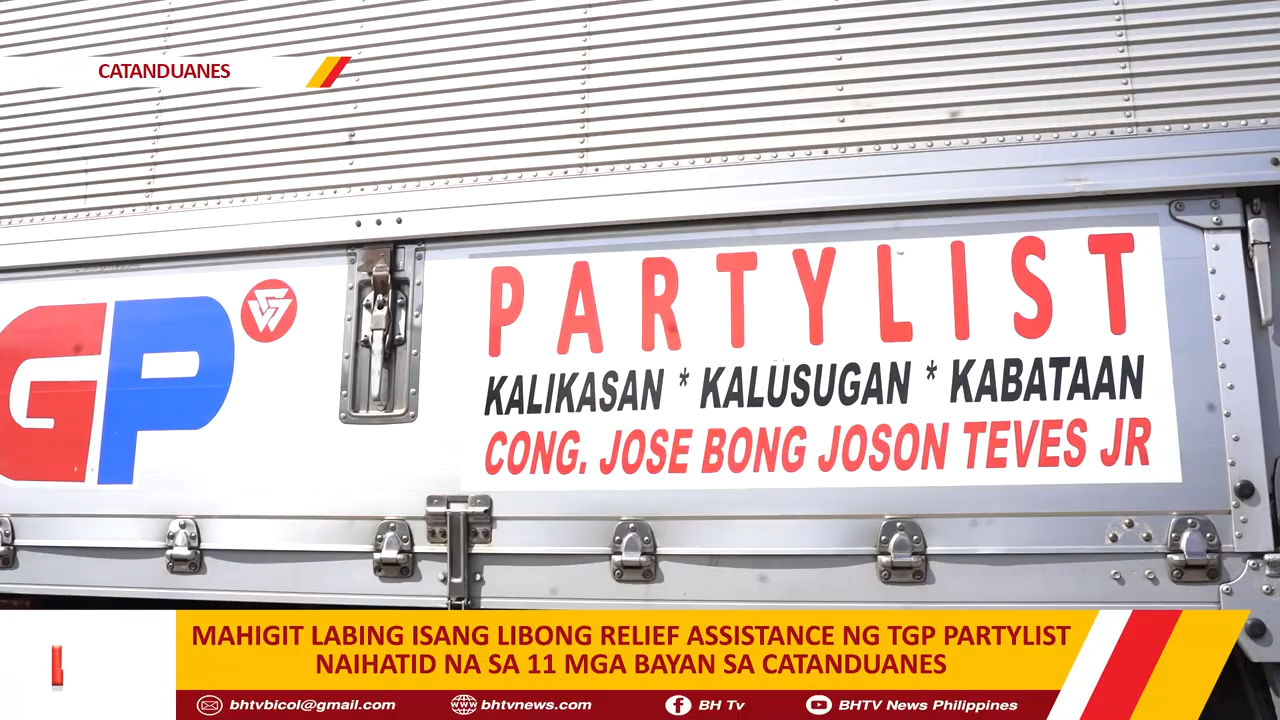 CATANDUANES
GP
PARTYLIST
KALIKASAN * KALUSUGAN * KABATAAN
CONG. JOSE BONG JOSON TEVES JR
MAHIGIT LABING ISANG LIBONG RELIEF ASSISTANCE NG TGP PARTYLIST
NAIHATID NA SA 11 MGA BAYAN SA CATANDUANES
bhtvbicol@gmail.com bhtvnews.com BH Tv BHTV News Philippines